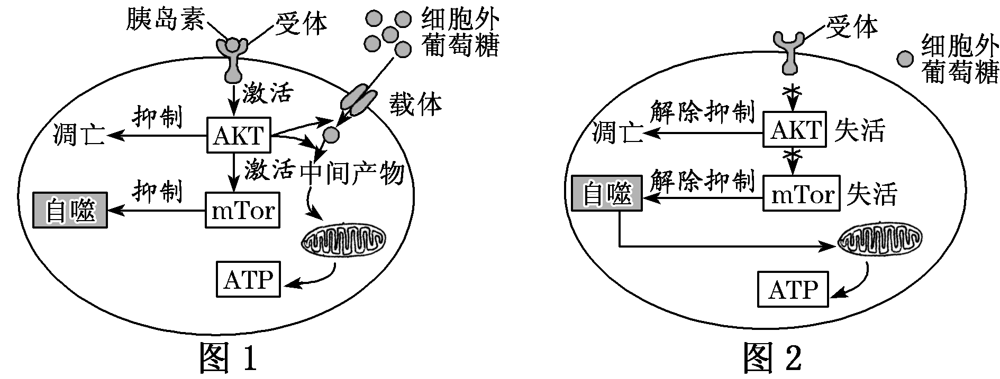 胰岛素
受体
细胞外
葡萄糖
激活
载体
抑制
凋亡
AKT
激活
中间产物
抑制
自噬
mTor
ATP
图1
受体
细胞外
葡萄糖
解除抑制
凋亡
AKT
失活
解除抑制
自噬
mTor
失活
ATP
图2